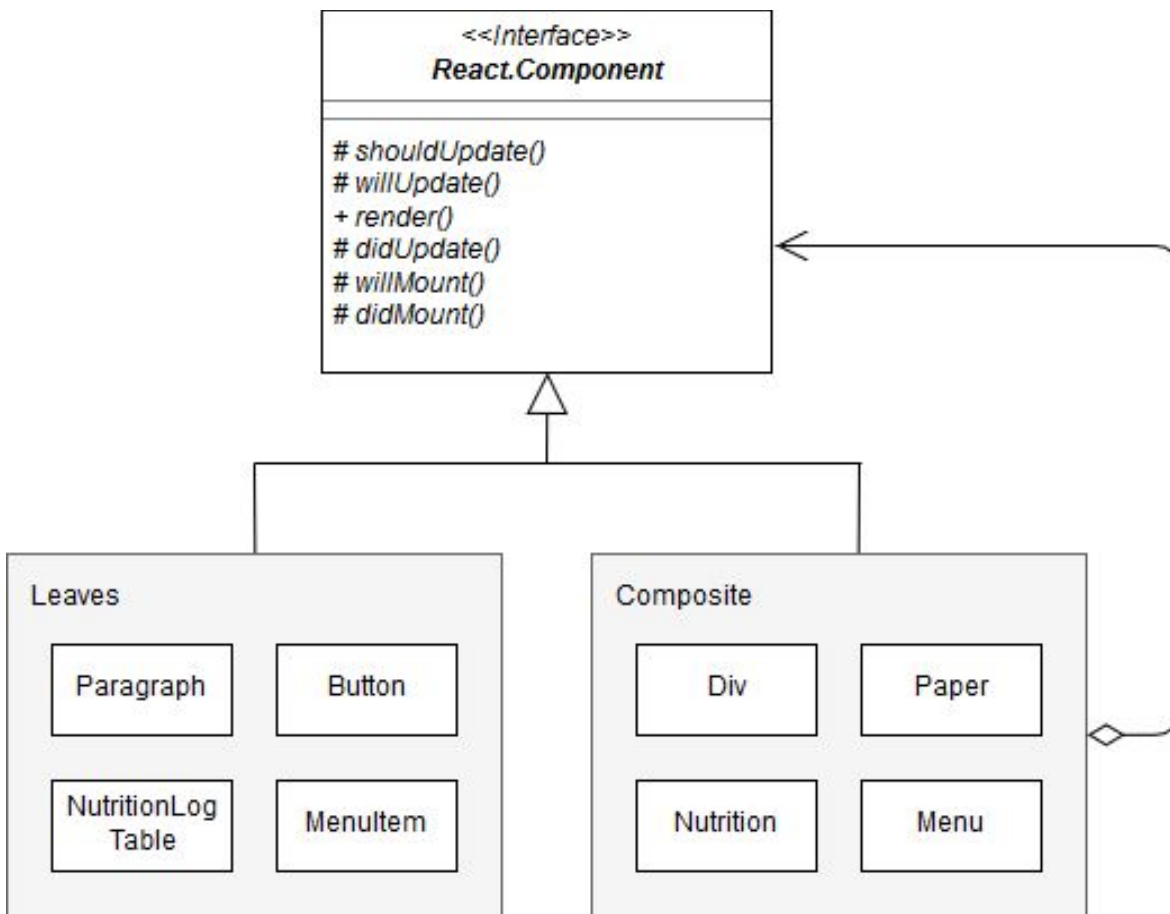 <<Interface>>
React.Component
# shouldUpdate()
# willUpdate()
+ render()
# didUpdate()
# willMount()
# didMount()
Leaves
Paragraph
Button
NutritionLog
Table
MenuItem
Composite
Div
Paper
Nutrition
Menu